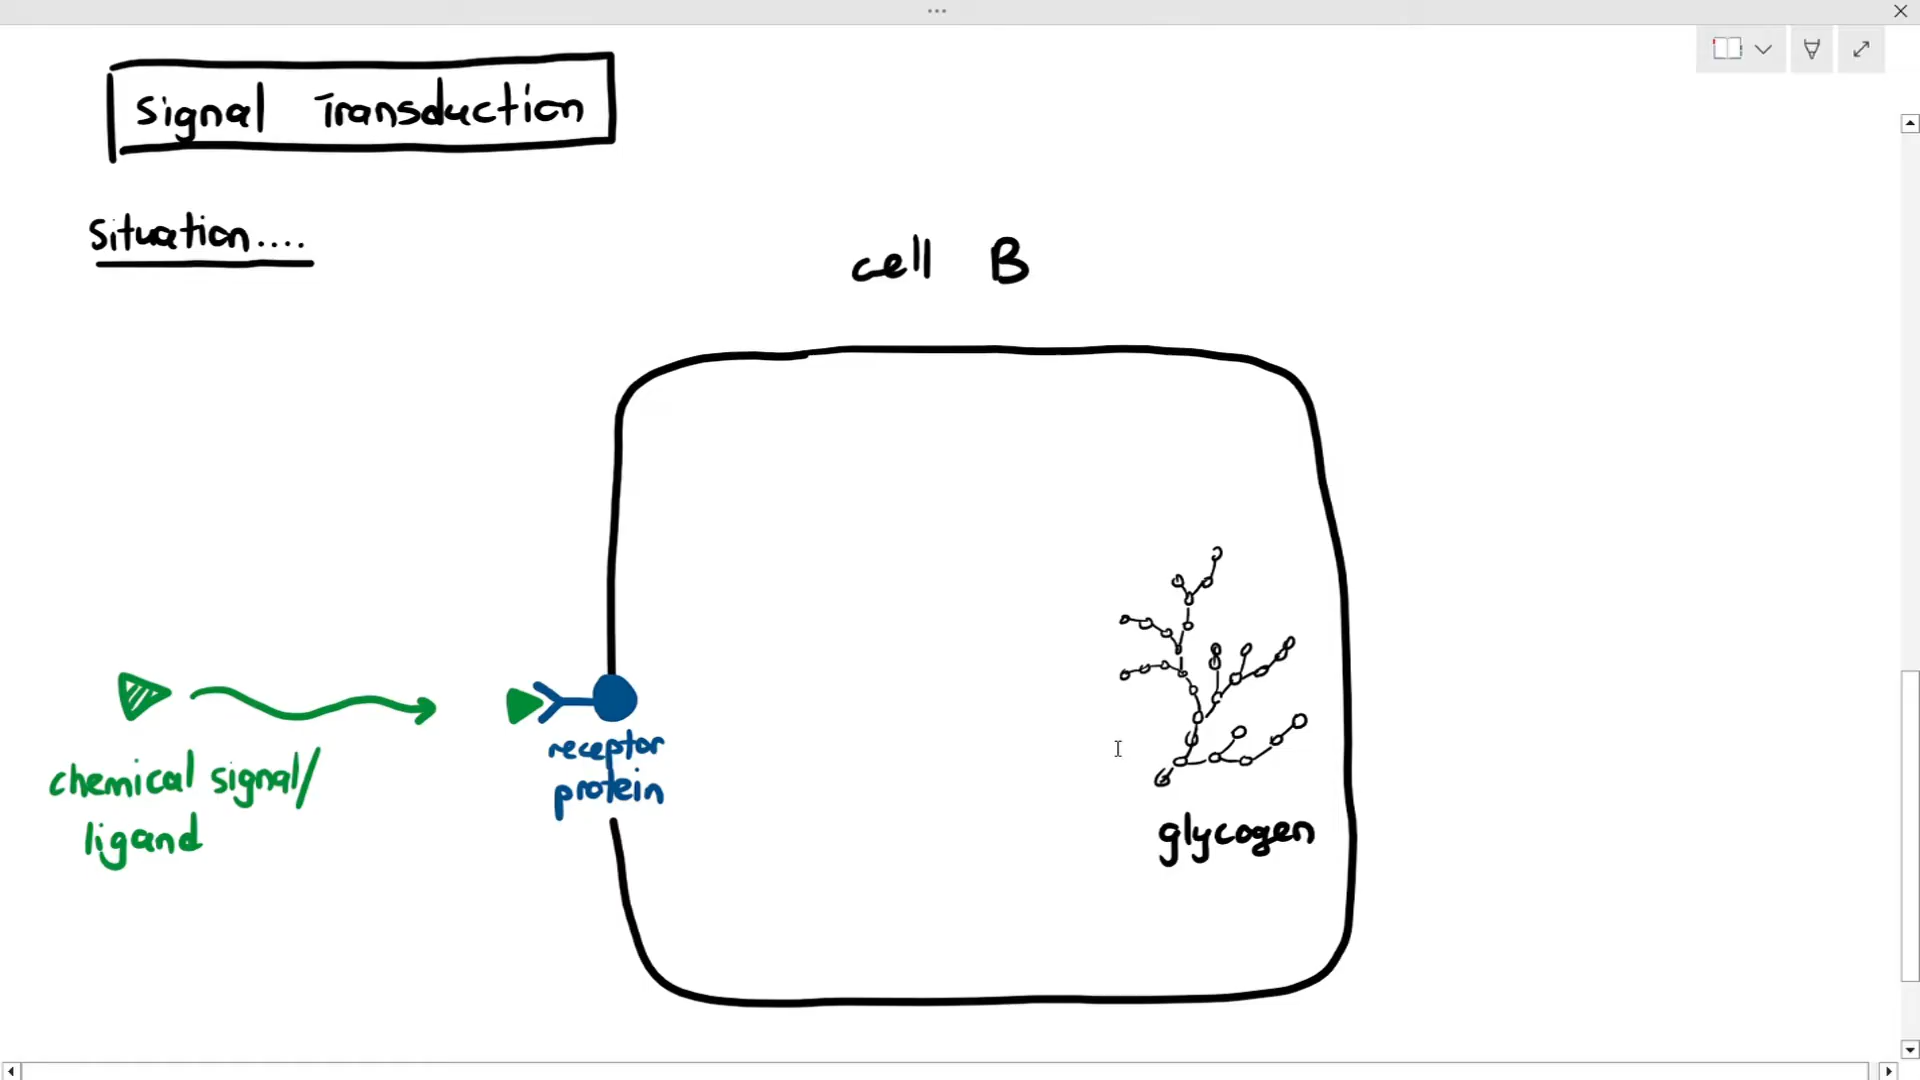 Signal Transduction
Situation....
cell B
receptor
protein
chemical signal/
ligand
glycogen